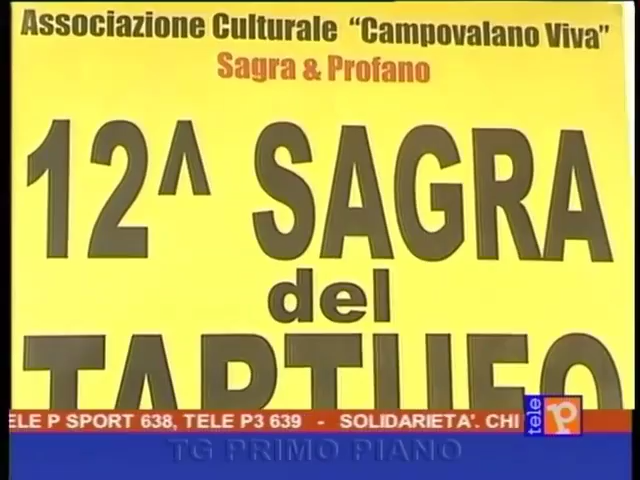 Associazione Culturale "Campovalano Viva"
Sagra & Profano
12^ SAGRA
del
TARTUFO
ELE P SPORT 638, TELE P3 639 - SOLIDARIETA'. CHI
tele p
TG PRIMO PIANO